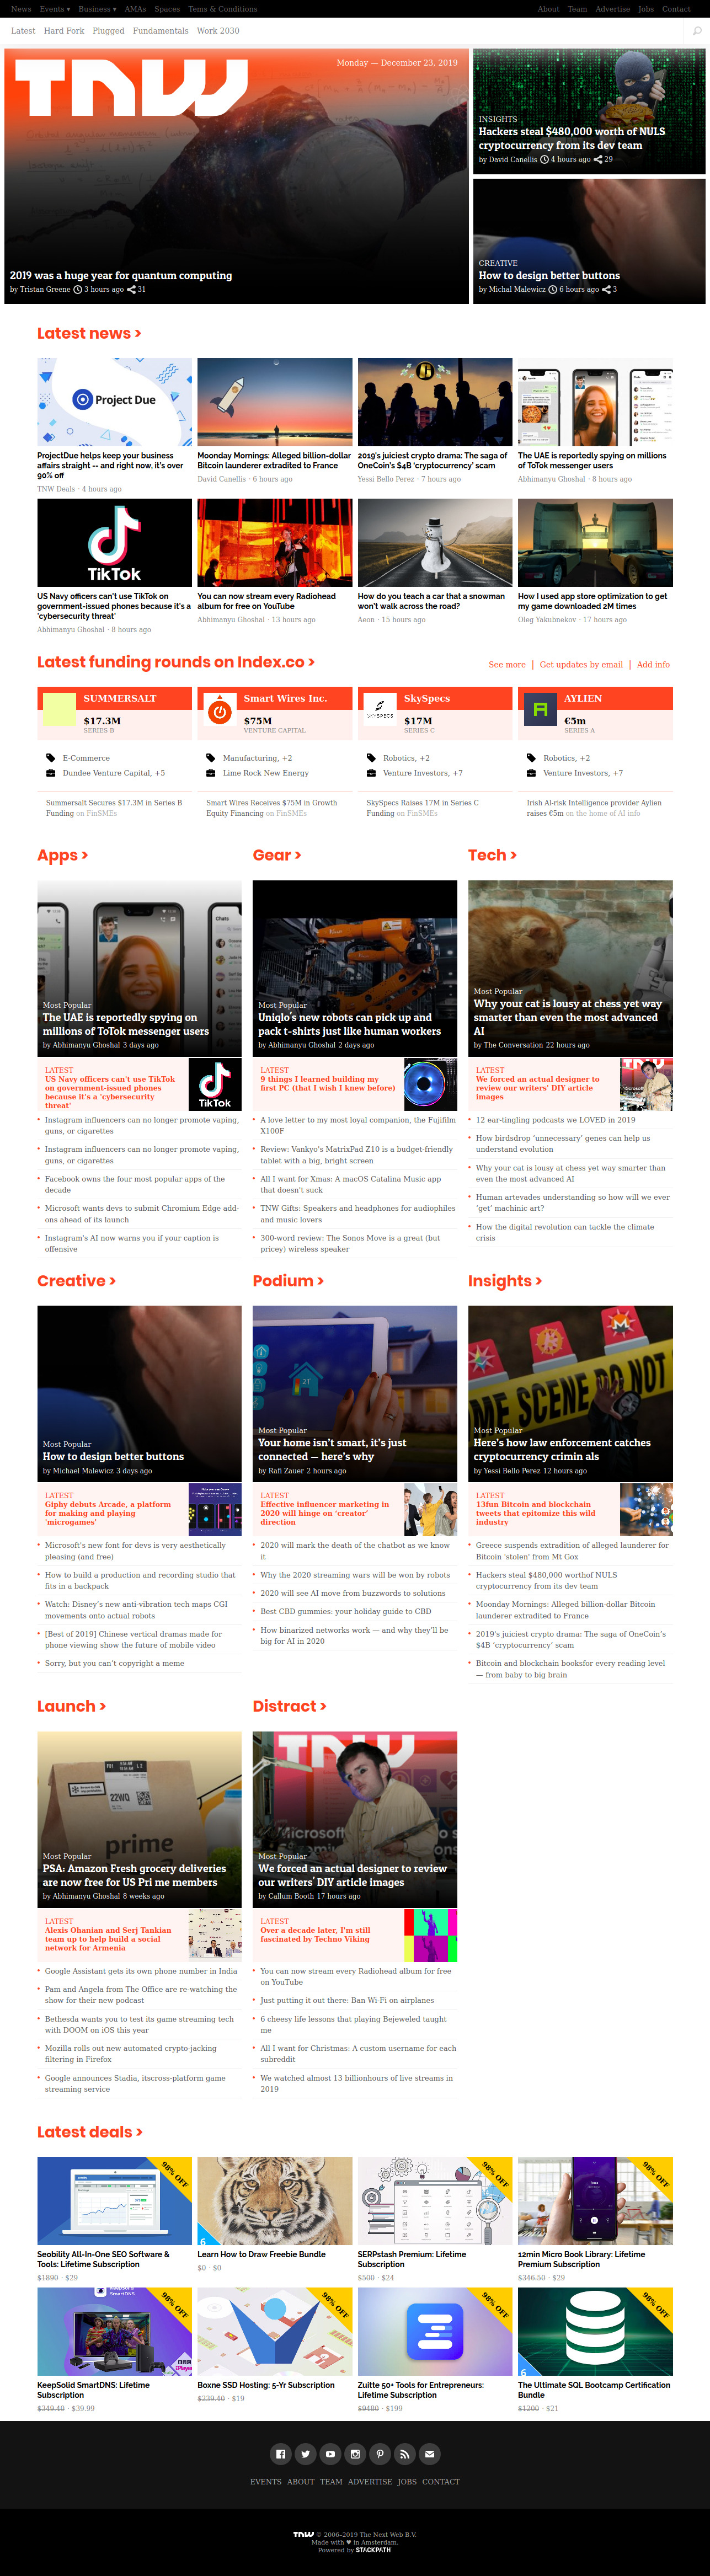 News Events ▾ Business ▾ AMAs Spaces Tems & Conditions
About Team Advertise Jobs Contact
Latest Hard Fork Plugged Fundamentals Work 2030
TNW
Monday — December 23, 2019
2019 was a huge year for quantum computing
by Tristan Greene 3 hours ago 31
INSIGHTS
Hackers steal $480,000 worth of NULS
cryptocurrency from its dev team
by David Canellis 4 hours ago 29
CREATIVE
How to design better buttons
by Michal Malewicz 6 hours ago 3
Latest news >
Project Due
ProjectDue helps keep your business
affairs straight -- and right now, it's over
90% off
TNW Deals · 4 hours ago
Moonday Mornings: Alleged billion-dollar
Bitcoin launderer extradited to France
David Canellis · 6 hours ago
2019's juiciest crypto drama: The saga of
OneCoin's $4B 'cryptocurrency' scam
Yessi Bello Perez · 7 hours ago
The UAE is reportedly spying on millions
of ToTok messenger users
Abhimanyu Ghoshal · 8 hours ago
TikTok
US Navy officers can't use TikTok on
government-issued phones because it's a
'cybersecurity threat'
Abhimanyu Ghoshal · 8 hours ago
You can now stream every Radiohead
album for free on YouTube
Abhimanyu Ghoshal · 13 hours ago
How do you teach a car that a snowman
won't walk across the road?
Aeon · 15 hours ago
How I used app store optimization to get
my game downloaded 2M times
Oleg Yakubnekov · 17 hours ago
Latest funding rounds on Index.co >
See more | Get updates by email | Add info
SUMMERSALT
$17.3M
SERIES B
E-Commerce
Dundee Venture Capital, +5
Summersalt Secures $17.3M in Series B
Funding on FinSMEs
Smart Wires Inc.
$75M
VENTURE CAPITAL
Manufacturing, +2
Lime Rock New Energy
Smart Wires Receives $75M in Growth
Equity Financing on FinSMEs
SKYSPECS
SkySpecs
$17M
SERIES C
Robotics, +2
Venture Investors, +7
SkySpecs Raises 17M in Series C
Funding on FinSMEs
AYLIEN
€5m
SERIES A
Robotics, +2
Venture Investors, +7
Irish AI-risk Intelligence provider Aylien
raises €5m on the home of AI info
Apps >
Most Popular
The UAE is reportedly spying on
millions of ToTok messenger users
by Abhimanyu Ghoshal 3 days ago
LATEST
US Navy officers can't use TikTok
on government-issued phones
because it's a 'cybersecurity
threat'
TikTok
Instagram influencers can no longer promote vaping,
guns, or cigarettes
Instagram influencers can no longer promote vaping,
guns, or cigarettes
Facebook owns the four most popular apps of the
decade
Microsoft wants devs to submit Chromium Edge add-
ons ahead of its launch
Instagram's AI now warns you if your caption is
offensive
Gear >
Most Popular
Uniqlo's new robots can pick up and
pack t-shirts just like human workers
by Abhimanyu Ghoshal 2 days ago
LATEST
9 things I learned building my
first PC (that I wish I knew before)
A love letter to my most loyal companion, the Fujifilm
X100F
Review: Vankyo's MatrixPad Z10 is a budget-friendly
tablet with a big, bright screen
All I want for Xmas: A macOS Catalina Music app
that doesn't suck
TNW Gifts: Speakers and headphones for audiophiles
and music lovers
300-word review: The Sonos Move is a great (but
pricey) wireless speaker
Tech >
Most Popular
Why your cat is lousy at chess yet way
smarter than even the most advanced
AI
by The Conversation 22 hours ago
LATEST
We forced an actual designer to
review our writers' DIY article
images
12 ear-tingling podcasts we LOVED in 2019
How birdsdrop 'unnecessary' genes can help us
understand evolution
Why your cat is lousy at chess yet way smarter than
even the most advanced AI
Human artevades understanding so how will we ever
'get' machinic art?
How the digital revolution can tackle the climate
crisis
Creative >
Most Popular
How to design better buttons
by Michael Malewicz 3 days ago
LATEST
Giphy debuts Arcade, a platform
for making and playing
'microgames'
Microsoft's new font for devs is very aesthetically
pleasing (and free)
How to build a production and recording studio that
fits in a backpack
Watch: Disney's new anti-vibration tech maps CGI
movements onto actual robots
[Best of 2019] Chinese vertical dramas made for
phone viewing show the future of mobile video
Sorry, but you can't copyright a meme
Podium >
Most Popular
Your home isn't smart, it's just
connected — here's why
by Rafi Zauer 2 hours ago
LATEST
Effective influencer marketing in
2020 will hinge on 'creator'
direction
2020 will mark the death of the chatbot as we know
it
Why the 2020 streaming wars will be won by robots
2020 will see AI move from buzzwords to solutions
Best CBD gummies: your holiday guide to CBD
How binarized networks work — and why they'll be
big for AI in 2020
Insights >
Most Popular
Here's how law enforcement catches
cryptocurrency crimin als
by Yessi Bello Perez 12 hours ago
LATEST
13fun Bitcoin and blockchain
tweets that epitomize this wild
industry
Greece suspends extradition of alleged launderer for
Bitcoin 'stolen' from Mt Gox
Hackers steal $480,000 worthof NULS
cryptocurrency from its dev team
Moonday Mornings: Alleged billion-dollar Bitcoin
launderer extradited to France
2019's juiciest crypto drama: The saga of OneCoin's
$4B 'cryptocurrency' scam
Bitcoin and blockchain booksfor every reading level
— from baby to big brain
Launch >
prime
Most Popular
PSA: Amazon Fresh grocery deliveries
are now free for US Pri me members
by Abhimanyu Ghoshal 8 weeks ago
LATEST
Alexis Ohanian and Serj Tankian
team up to help build a social
network for Armenia
Google Assistant gets its own phone number in India
Pam and Angela from The Office are re-watching the
show for their new podcast
Bethesda wants you to test its game streaming tech
with DOOM on iOS this year
Mozilla rolls out new automated crypto-jacking
filtering in Firefox
Google announces Stadia, itscross-platform game
streaming service
Distract >
Most Popular
We forced an actual designer to review
our writers' DIY article images
by Callum Booth 17 hours ago
LATEST
Over a decade later, I'm still
fascinated by Techno Viking
You can now stream every Radiohead album for free
on YouTube
Just putting it out there: Ban Wi-Fi on airplanes
6 cheesy life lessons that playing Bejeweled taught
me
All I want for Christmas: A custom username for each
subreddit
We watched almost 13 billionhours of live streams in
2019
Latest deals >
98% OFF
Seobility All-In-One SEO Software &
Tools: Lifetime Subscription
$1890 · $29
6
Learn How to Draw Freebie Bundle
$0 · $0
98% OFF
SERPstash Premium: Lifetime
Subscription
$500 · $24
98% OFF
12min Micro Book Library: Lifetime
Premium Subscription
$346.50 · $29
98% OFF
KeepSolid SmartDNS: Lifetime
Subscription
$349.40 · $39.99
98% OFF
Boxne SSD Hosting: 5-Yr Subscription
$239.40 · $19
98% OFF
Zuitte 50+ Tools for Entrepreneurs:
Lifetime Subscription
$9480 · $199
98% OFF
6
The Ultimate SQL Bootcamp Certification
Bundle
$1200 · $21
EVENTS ABOUT TEAM ADVERTISE JOBS CONTACT
TNW © 2006–2019 The Next Web B.V.
Made with ♥ in Amsterdam.
Powered by STACKPATH